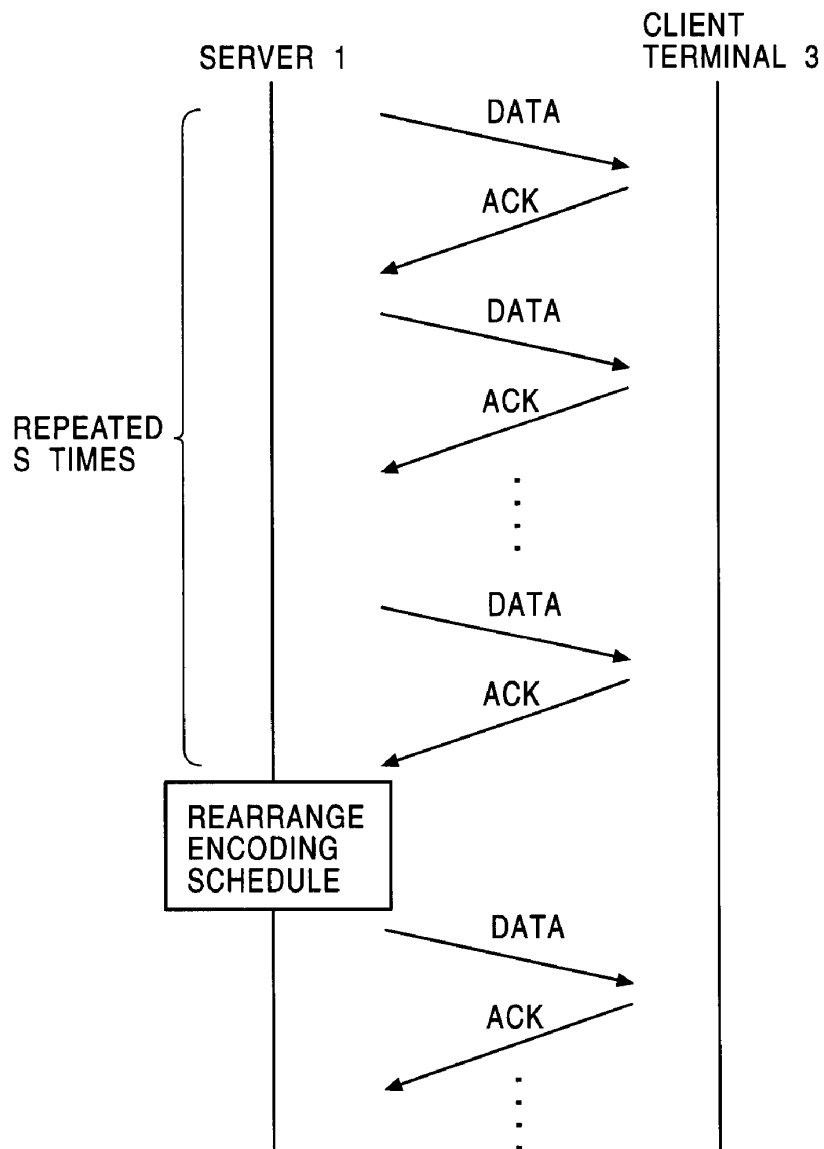 SERVER 1
CLIENT
TERMINAL 3
DATA
ACK
DATA
ACK
REPEATED
S TIMES
DATA
ACK
REARRANGE
ENCODING
SCHEDULE
DATA
ACK